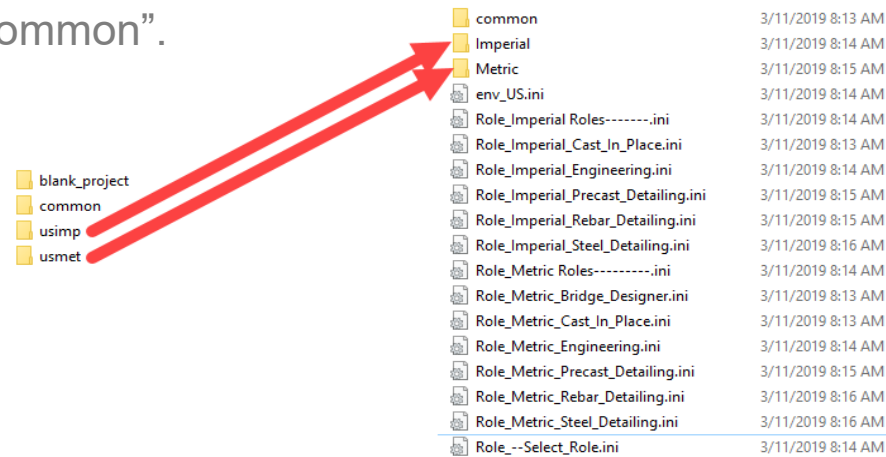 ommon".
blank_project
common
usimp
usmet
common 3/11/2019 8:13 AM
Imperial 3/11/2019 8:14 AM
Metric 3/11/2019 8:15 AM
env_US.ini 3/11/2019 8:14 AM
Role_Imperial Roles-------.ini 3/11/2019 8:14 AM
Role_Imperial_Cast_In_Place.ini 3/11/2019 8:13 AM
Role_Imperial_Engineering.ini 3/11/2019 8:14 AM
Role_Imperial_Precast_Detailing.ini 3/11/2019 8:15 AM
Role_Imperial_Rebar_Detailing.ini 3/11/2019 8:15 AM
Role_Imperial_Steel_Detailing.ini 3/11/2019 8:16 AM
Role_Metric Roles---------.ini 3/11/2019 8:14 AM
Role_Metric_Bridge_Designer.ini 3/11/2019 8:13 AM
Role_Metric_Cast_In_Place.ini 3/11/2019 8:13 AM
Role_Metric_Engineering.ini 3/11/2019 8:14 AM
Role_Metric_Precast_Detailing.ini 3/11/2019 8:15 AM
Role_Metric_Rebar_Detailing.ini 3/11/2019 8:16 AM
Role_Metric_Steel_Detailing.ini 3/11/2019 8:16 AM
Role_--Select_Role.ini 3/11/2019 8:14 AM